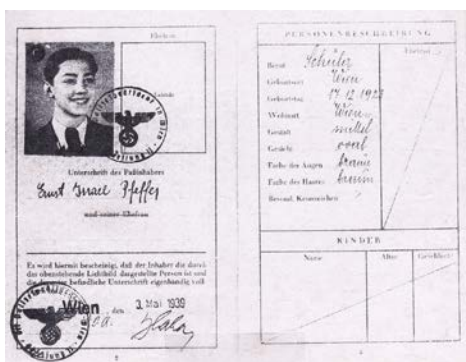 Ehefrau
Unterschrift des Paßinhabers
Ernst Israel Pfeffer
und seiner Ehefrau
Es wird hiermit bescheinigt, daß der Inhaber die durch
das obenstehende Lichtbild dargestellte Person ist und
die darunter befindliche Unterschrift eigenhändig voll-
Wien, den 3. Mai 1939
PERSONENBESCHREIBUNG
Ehefrau
Beruf Schüler
Geburtsort Wien
Geburtstag 17.12.192
Wohnort Wien
Gestalt mittel
Gesicht oval
Farbe der Augen braun
Farbe des Haares braun
Besond. Kennzeichen
KINDER
Name Alter Geschlecht